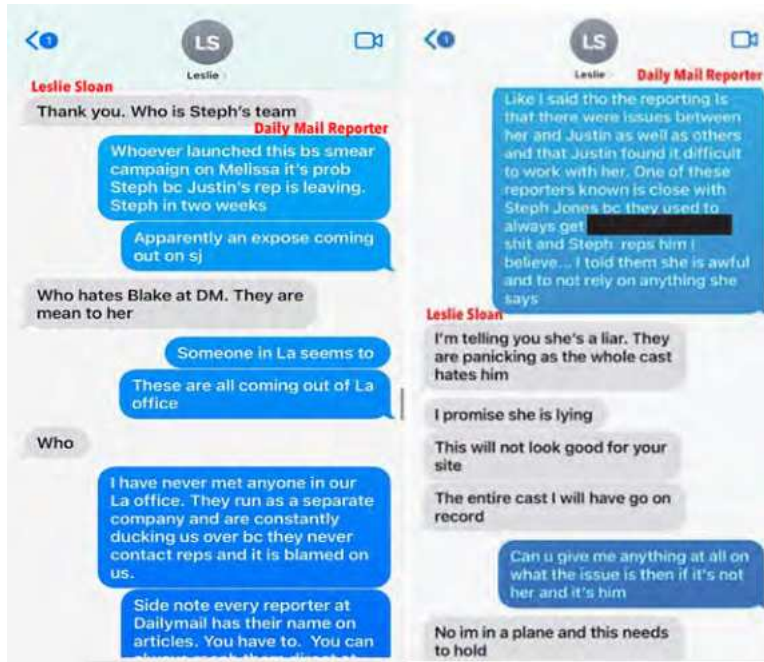 1
LS
Leslie
Leslie Sloan
Thank you. Who is Steph's team
Daily Mail Reporter
Whoever launched this bs smear
campaign on Melissa it's prob
Steph bc Justin's rep is leaving.
Steph in two weeks
Apparently an expose coming
out on sj
Who hates Blake at DM. They are
mean to her
Someone in La seems to
These are all coming out of La
office
Who
I have never met anyone in our
La office. They run as a separate
company and are constantly
ducking us over bc they never
contact reps and it is blamed on
us.
Side note every reporter at
Dailymail has their name on
articles. You have to. You can
LS
Leslie
Daily Mail Reporter
Like I said tho the reporting is
that there were issues between
her and Justin as well as others
and that Justin found it difficult
to work with her. One of these
reporters known is close with
Steph Jones bc they used to
always get
shit and Steph reps him I
believe... I told them she is awful
and to not rely on anything she
says
Leslie Sloan
I'm telling you she's a liar. They
are panicking as the whole cast
hates him
I promise she is lying
This will not look good for your
site
The entire cast I will have go on
record
Can u give me anything at all on
what the issue is then if it's not
her and it's him
No im in a plane and this needs
to hold